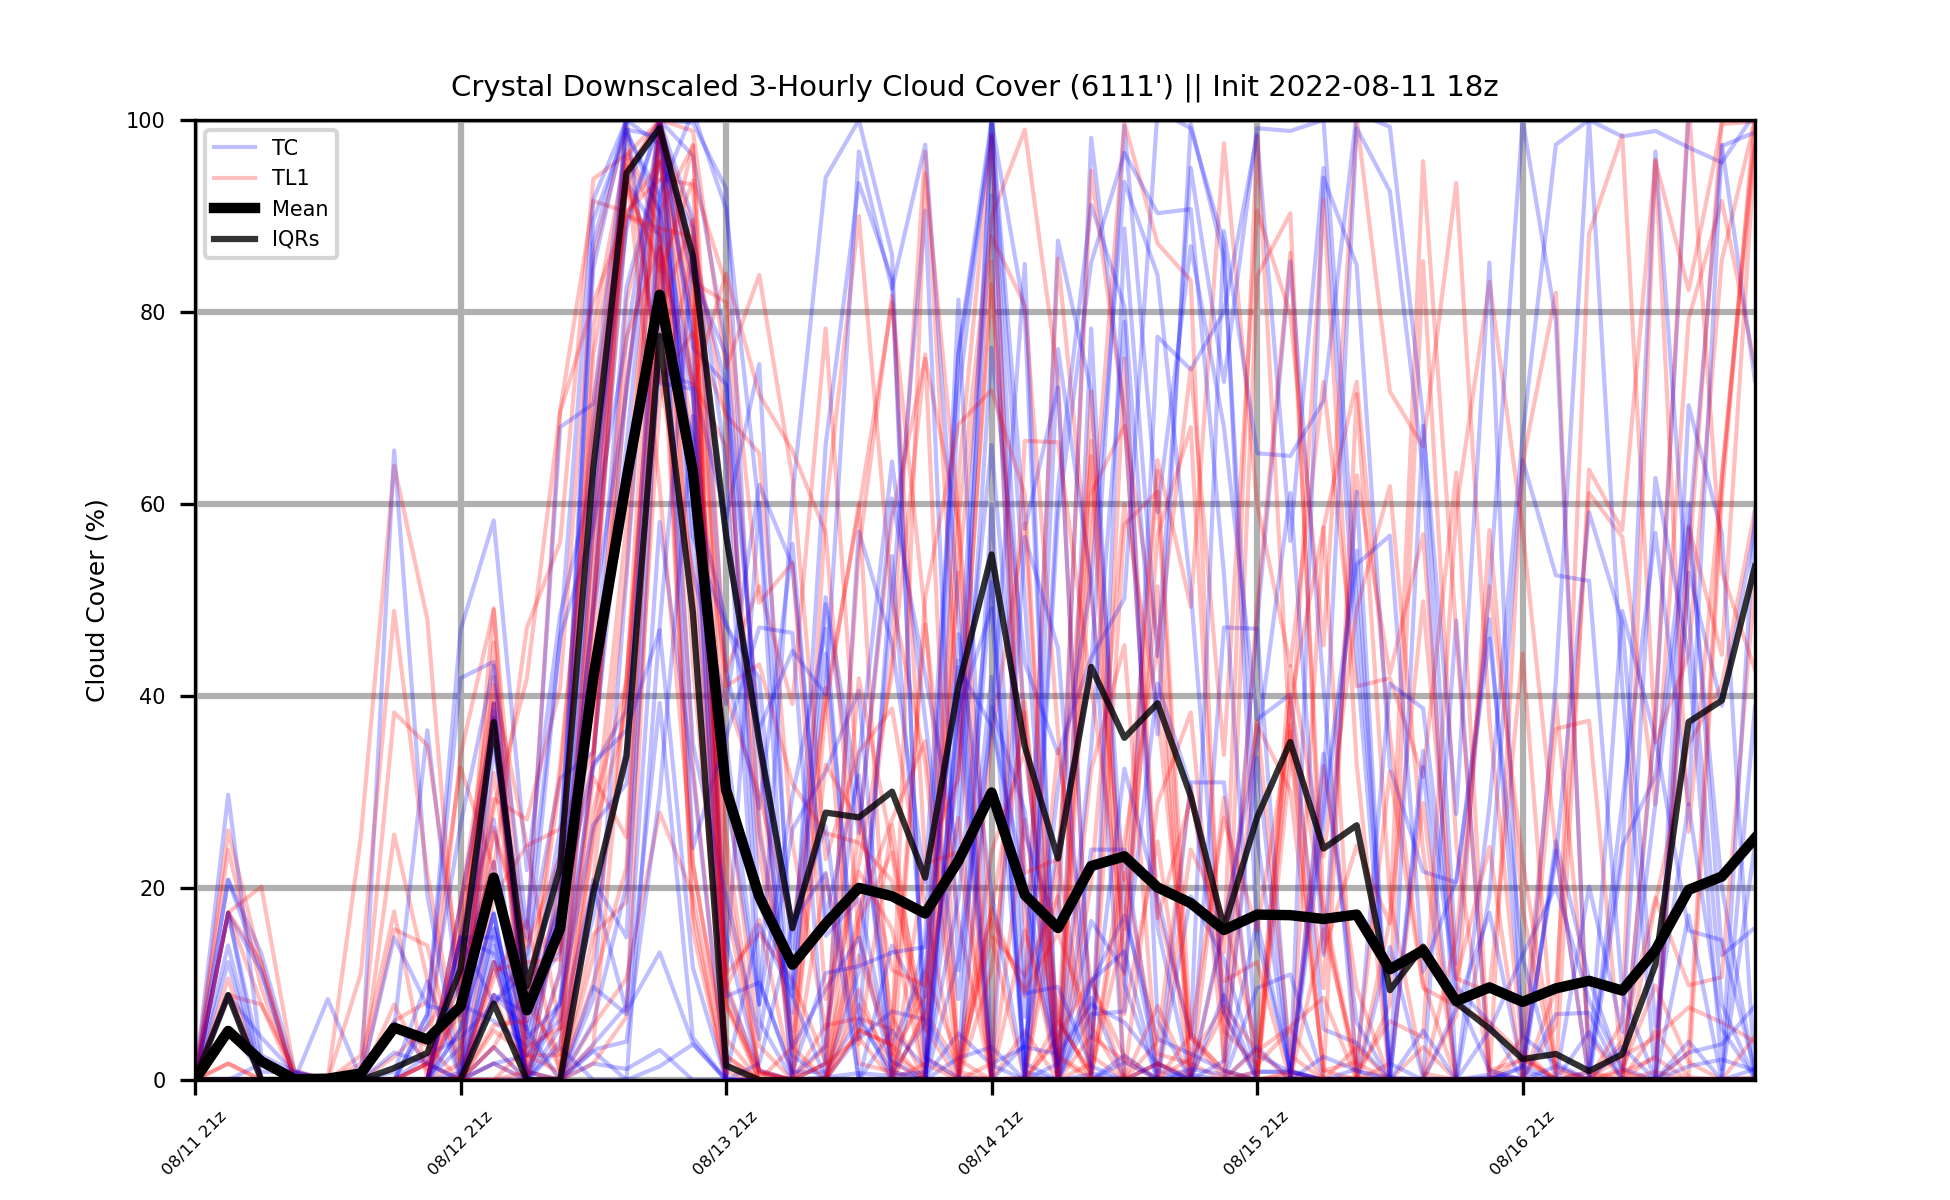 Crystal Downscaled 3-Hourly Cloud Cover (6111') || Init 2022-08-11 18z
Cloud Cover (%)
100
80
60
40
20
0
TC
TL1
Mean
IQRs
08/11 21z
08/12 21z
08/13 21z
08/14 21z
08/15 21z
08/16 21z